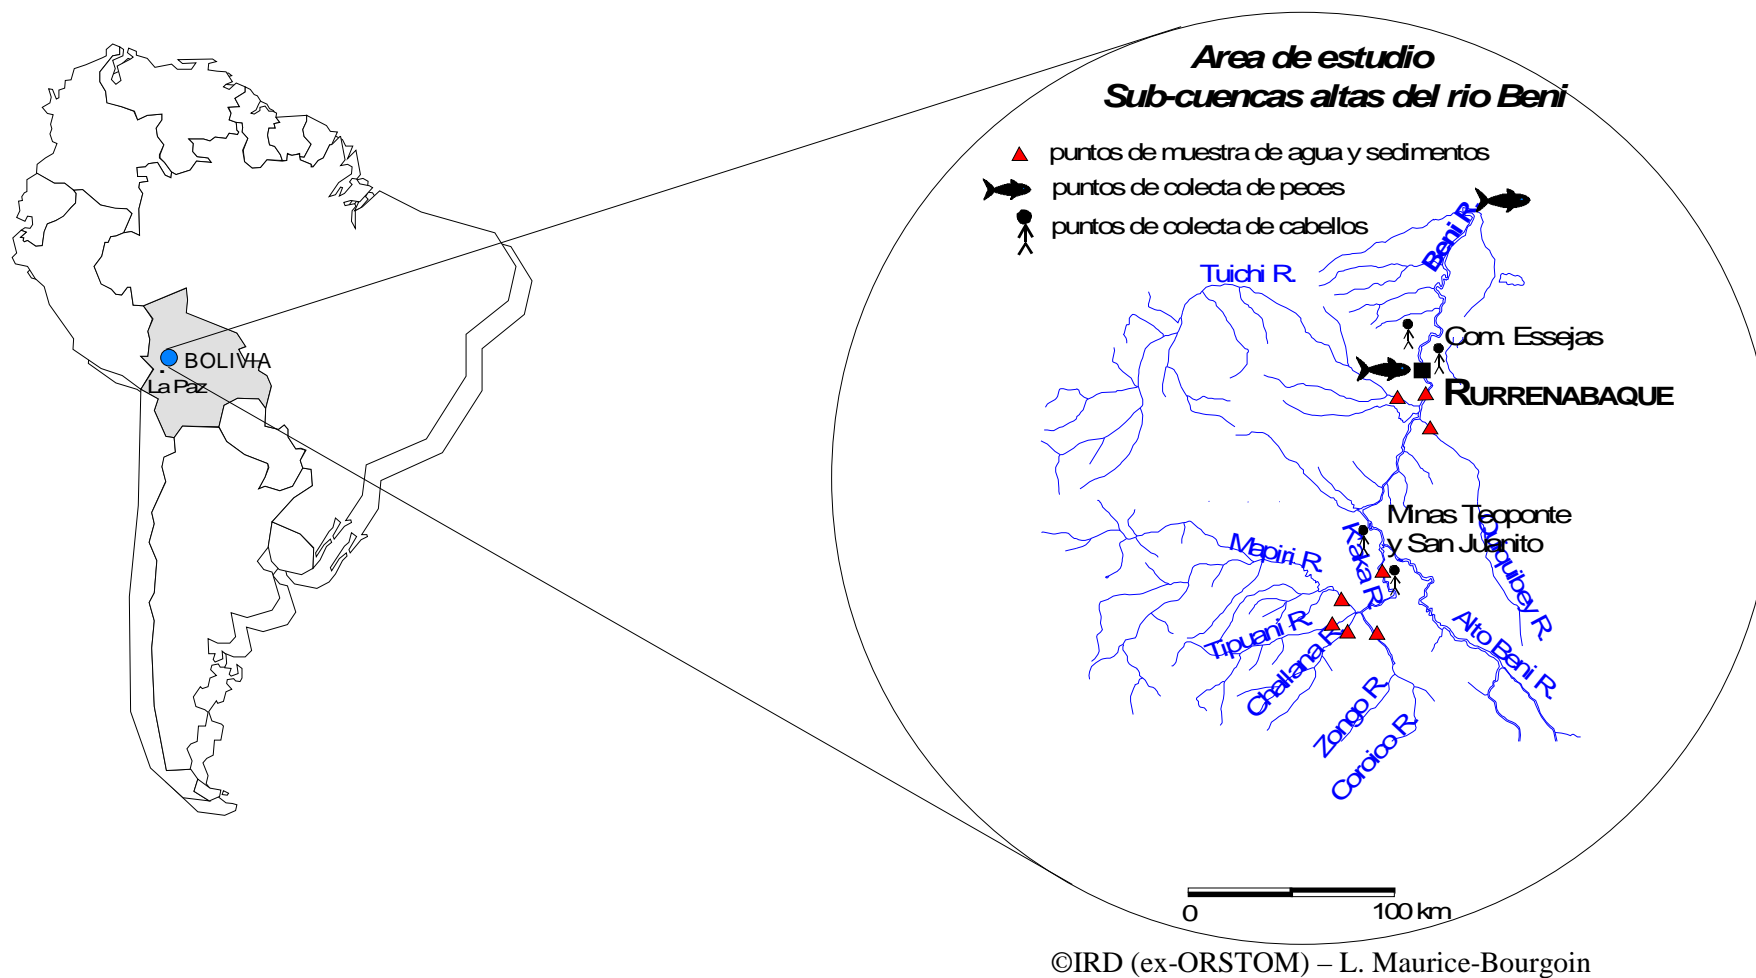 Area de estudio
Sub-cuencas altas del rio Beni
puntos de muestra de agua y sedimentos
puntos de colecta de peces
puntos de colecta de cabellos
Beni R.
Tuichi R.
Com. Essejas
RURRENABAQUE
BOLIVIA
La Paz
Minas Teoponte
y San Juanito
Kaka R.
Mapiri R.
Quiquibey R.
Tipuani R.
Challana R.
Alto Beni R.
Zongo R.
Coroico R.
0 100 km
©IRD (ex-ORSTOM) – L. Maurice-Bourgoin